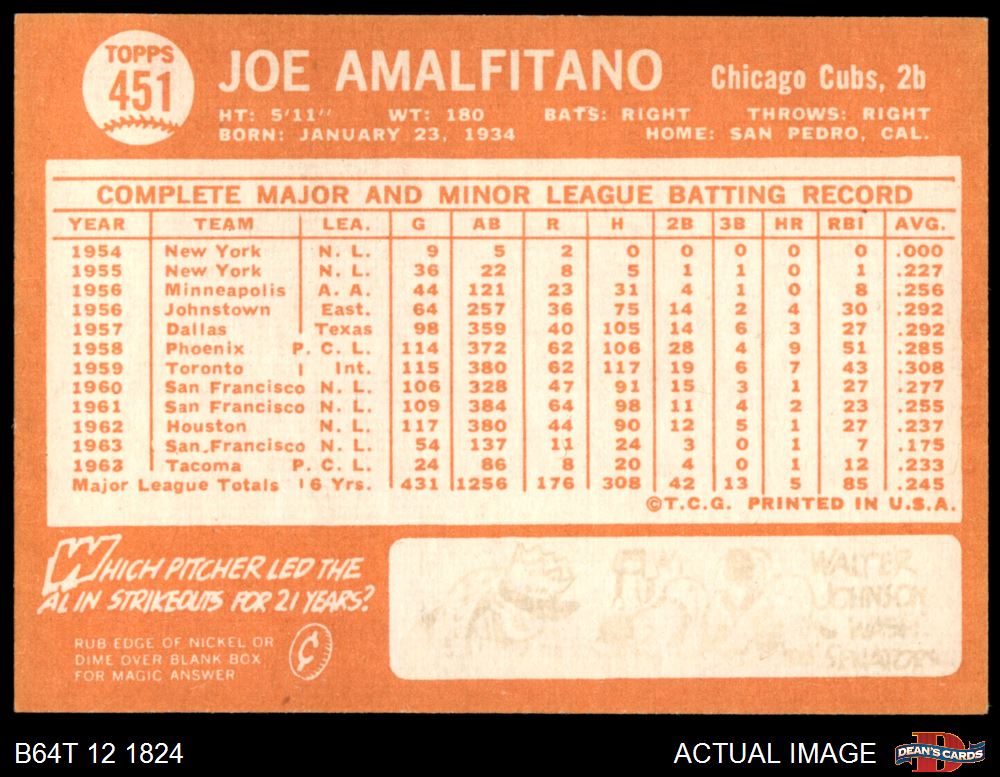 TOPPS
451
JOE AMALFITANO
Chicago Cubs, 2b
HT: 5'11" WT: 180 BATS: RIGHT THROWS: RIGHT
BORN: JANUARY 23, 1934 HOME: SAN PEDRO, CAL.
COMPLETE MAJOR AND MINOR LEAGUE BATTING RECORD
YEAR TEAM LEA. G AB R H 2B 3B HR RBI AVG.
1954 New York N. L. 9 5 2 0 0 0 0 0 .000
1955 New York N. L. 36 22 8 5 1 1 0 1 .227
1956 Minneapolis A. A. 44 121 23 31 4 1 0 8 .256
1956 Johnstown East. 64 257 36 75 14 2 4 30 .292
1957 Dallas Texas 98 359 40 105 14 6 3 27 .292
1958 Phoenix P. C. L. 114 372 62 106 28 4 9 51 .285
1959 Toronto Int. 115 380 62 117 19 6 7 43 .308
1960 San Francisco N. L. 106 328 47 91 15 3 1 27 .277
1961 San Francisco N. L. 109 384 64 98 11 4 2 23 .255
1962 Houston N. L. 117 380 44 90 12 5 1 27 .237
1963 San Francisco N. L. 54 137 11 24 3 0 1 7 .175
1963 Tacoma P. C. L. 24 86 8 20 4 0 1 12 .233
Major League Totals 6 Yrs. 431 1256 176 308 42 13 5 85 .245
©T.C.G. PRINTED IN U.S.A.
WHICH PITCHER LED THE
AL IN STRIKEOUTS FOR 21 YEARS?
RUB EDGE OF NICKEL OR
DIME OVER BLANK BOX
FOR MAGIC ANSWER
¢
WALTER
JOHNSON
WASH.
SENATORS
B64T 12 1824
ACTUAL IMAGE
DEAN'S CARDS